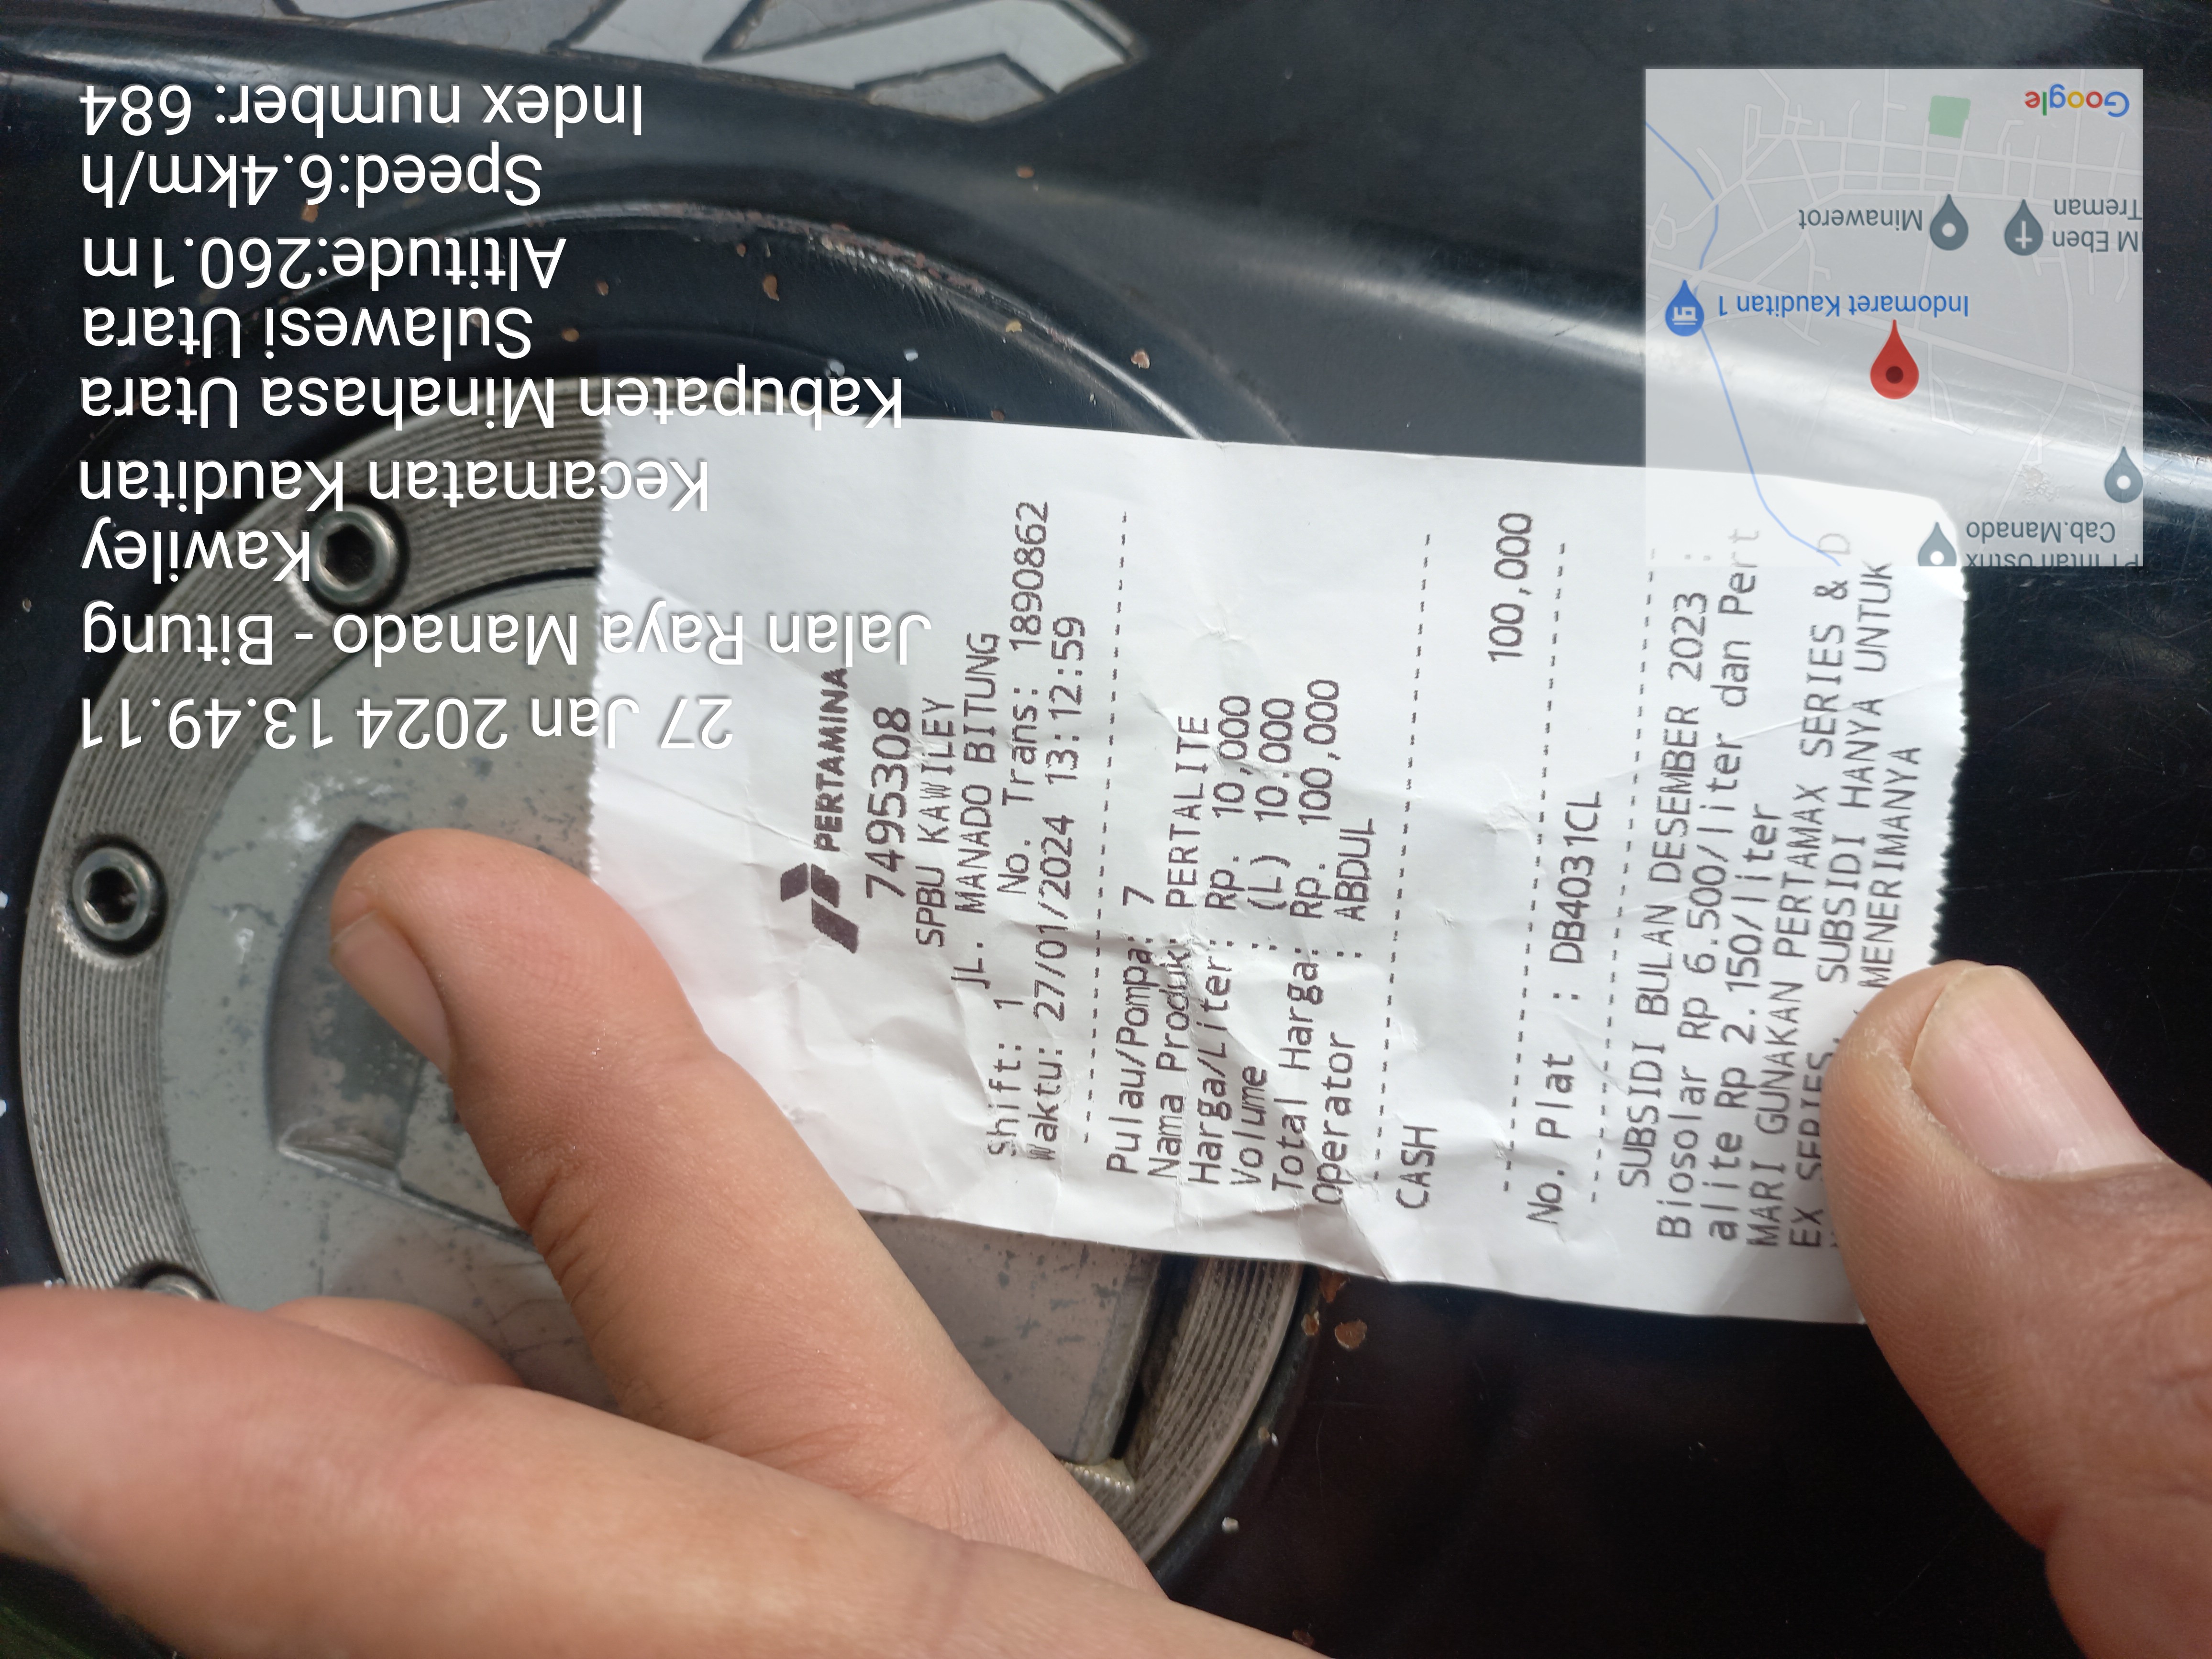 27 Jan 2024 13.49.11
Jalan Raya Manado - Bitung
Kawiley
Kecamatan Kauditan
Kabupaten Minahasa Utara
Sulawesi Utara
Altitude:260.1m
Speed:6.4km/h
Index number: 684
PERTAMINA
7495308
SPBU KAWILEY
JL. MANADO BITUNG
Shift: 1 No. Trans: 1890862
Waktu: 27/01/2024 13:12:59
Pulau/Pompa: 7
Nama Produk: PERTALITE
Harga/Liter: Rp. 10,000
Volume : (L) 10.000
Total Harga: Rp. 100,000
Operator : ABDUL
CASH
100,000
No. Plat : DB4031CL
SUBSIDI BULAN DESEMBER 2023 :
Biosolar Rp 6.500/liter dan Pert
alite Rp 2.150/liter
MARI GUNAKAN PERTAMAX SERIES & D
EX SERIES. SUBSIDI HANYA UNTUK
MENERIMANYA
Cab.Manado
Indomaret Kauditan 1
Minawerot
M Eben
Treman
Google